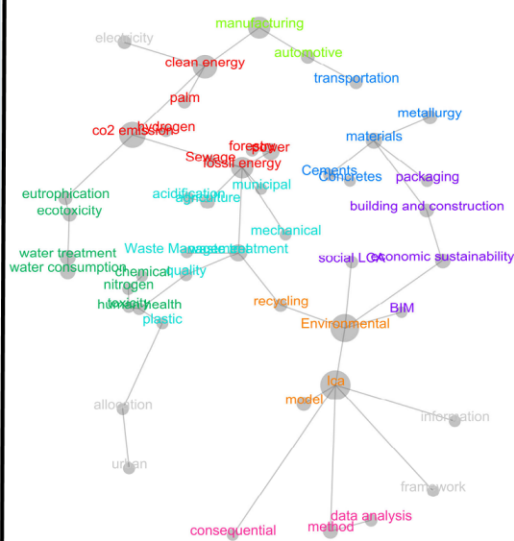 manufacturing
electricity
automotive
clean energy
transportation
palm
metallurgy
hydrogen
co2 emission
materials
forestry
power
Sewage
fossil energy
Cements
Concretes
packaging
municipal
eutrophication
acidification
agriculture
ecotoxicity
building and construction
mechanical
water treatment
Waste Management
treatment
social LCA
economic sustainability
water consumption
chemical
quality
nitrogen
toxicity
human health
recycling
BIM
plastic
Environmental
lca
model
allocation
information
urban
framework
data analysis
consequential
method